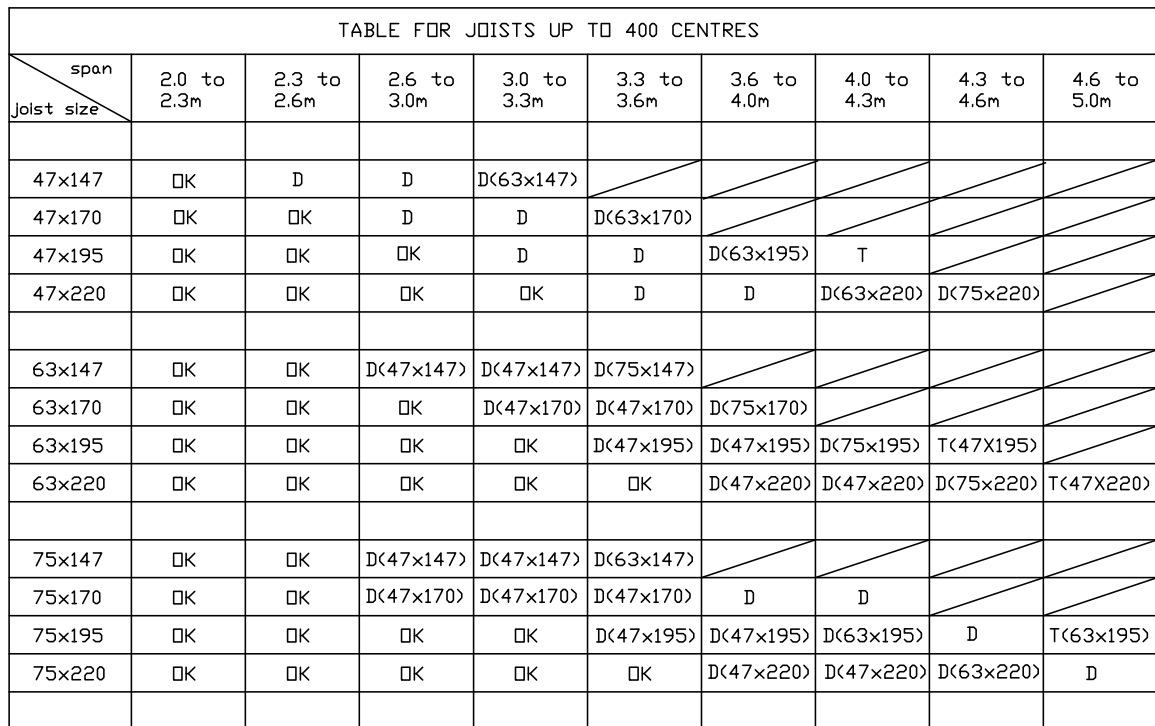 TABLE FOR JOISTS UP TO 400 CENTRES
span
joist size
2.0 to 2.3m 2.3 to 2.6m 2.6 to 3.0m 3.0 to 3.3m 3.3 to 3.6m 3.6 to 4.0m 4.0 to 4.3m 4.3 to 4.6m 4.6 to 5.0m
47x147 OK D D D(63x147)
47x170 OK OK D D D(63x170)
47x195 OK OK OK D D D(63x195) T
47x220 OK OK OK OK D D D(63x220) D(75x220)
63x147 OK OK D(47x147) D(47x147) D(75x147)
63x170 OK OK OK D(47x170) D(47x170) D(75x170)
63x195 OK OK OK OK D(47x195) D(47x195) D(75x195) T(47X195)
63x220 OK OK OK OK OK D(47x220) D(47x220) D(75x220) T(47X220)
75x147 OK OK D(47x147) D(47x147) D(63x147)
75x170 OK OK D(47x170) D(47x170) D(47x170) D D
75x195 OK OK OK OK D(47x195) D(47x195) D(63x195) D T(63x195)
75x220 OK OK OK OK OK D(47x220) D(47x220) D(63x220) D